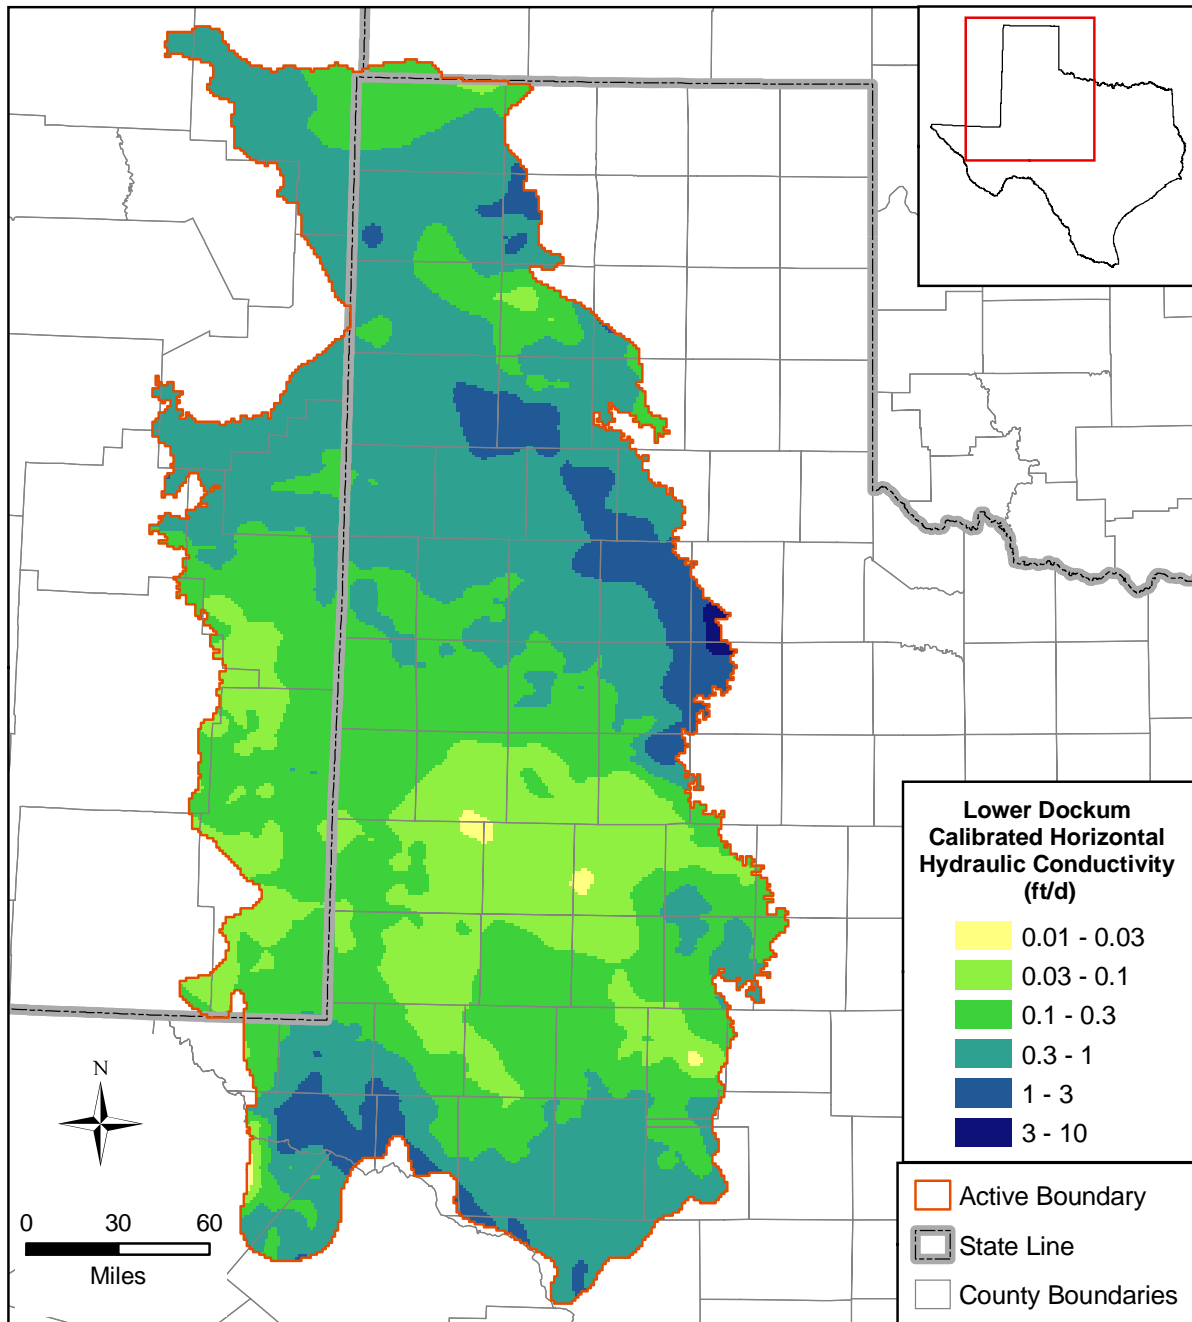 Lower Dockum
Calibrated Horizontal
Hydraulic Conductivity
(ft/d)
0.01 - 0.03
0.03 - 0.1
0.1 - 0.3
0.3 - 1
1 - 3
3 - 10
Active Boundary
State Line
County Boundaries
N
0 30 60
Miles